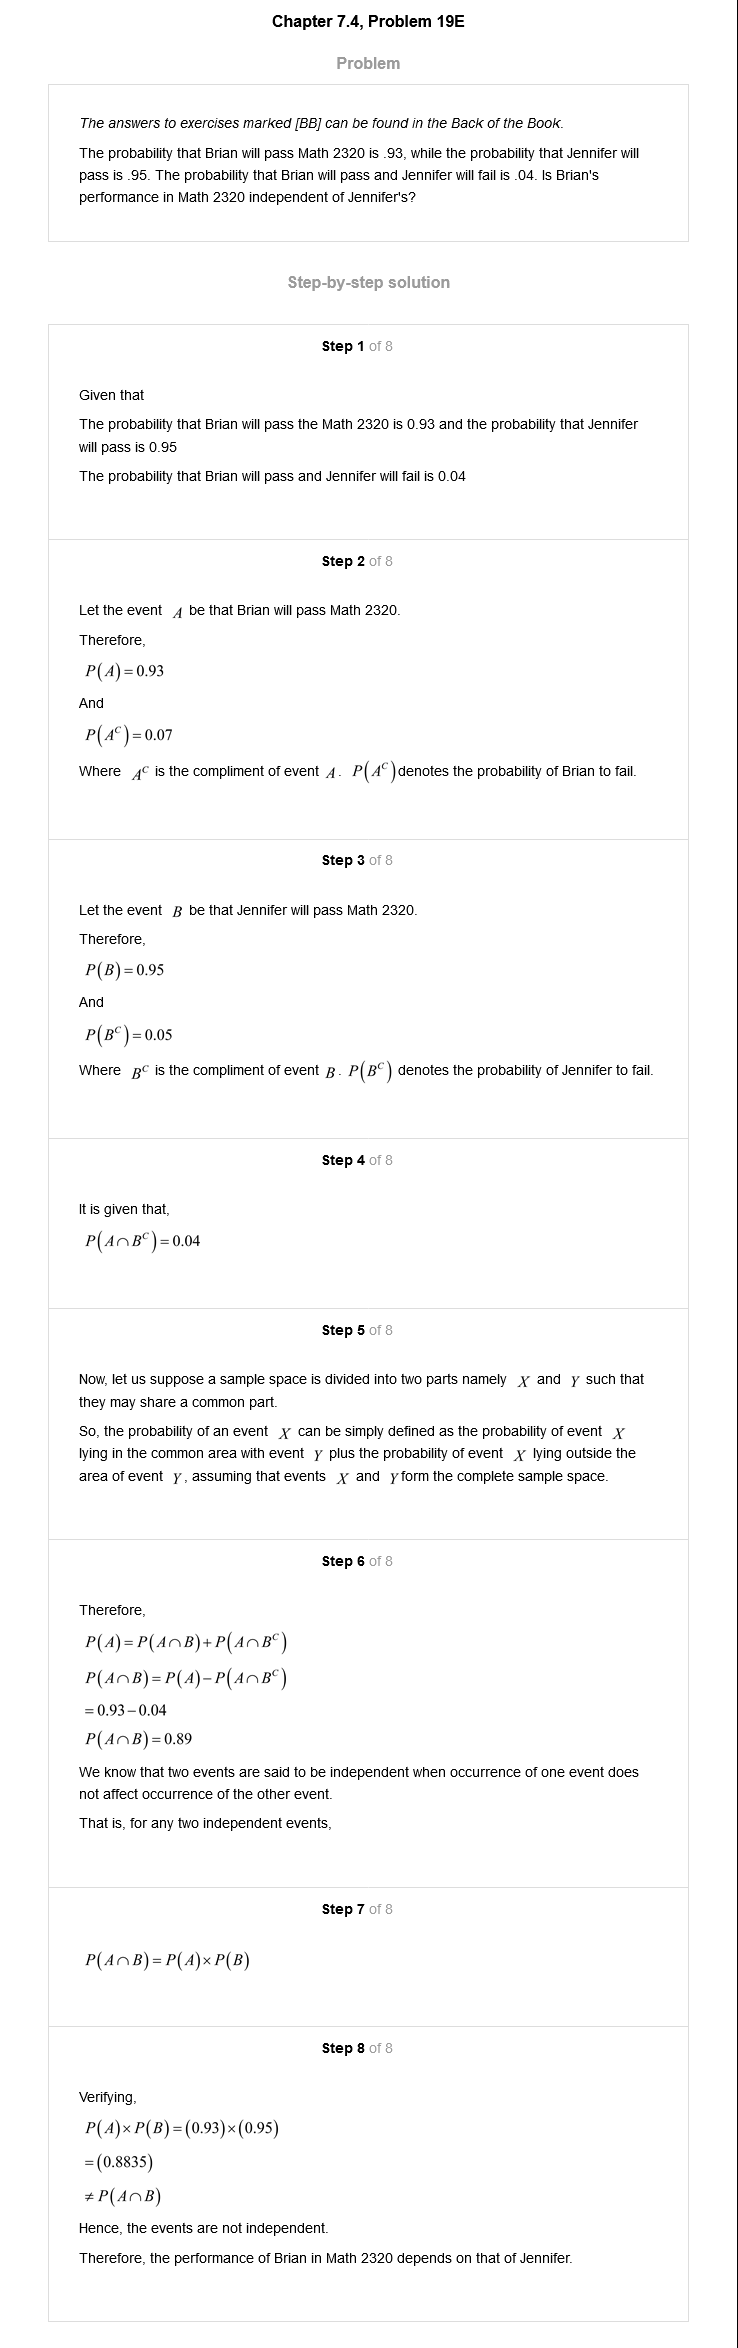 Chapter 7.4, Problem 19E
Problem
The answers to exercises marked [BB] can be found in the Back of the Book.
The probability that Brian will pass Math 2320 is .93, while the probability that Jennifer will
pass is .95. The probability that Brian will pass and Jennifer will fail is .04. Is Brian's
performance in Math 2320 independent of Jennifer's?
Step-by-step solution
Step 1 of 8
Given that
The probability that Brian will pass the Math 2320 is 0.93 and the probability that Jennifer
will pass is 0.95
The probability that Brian will pass and Jennifer will fail is 0.04
Step 2 of 8
Let the event A be that Brian will pass Math 2320.
Therefore,
P(A)=0.93
And
P(A^C)=0.07
Where A^C is the compliment of event A. P(A^C) denotes the probability of Brian to fail.
Step 3 of 8
Let the event B be that Jennifer will pass Math 2320.
Therefore,
P(B)=0.95
And
P(B^C)=0.05
Where B^C is the compliment of event B. P(B^C) denotes the probability of Jennifer to fail.
Step 4 of 8
It is given that,
P(A∩B^C)=0.04
Step 5 of 8
Now, let us suppose a sample space is divided into two parts namely X and Y such that
they may share a common part.
So, the probability of an event X can be simply defined as the probability of event X
lying in the common area with event Y plus the probability of event X lying outside the
area of event Y, assuming that events X and Y form the complete sample space.
Step 6 of 8
Therefore,
P(A)=P(A∩B)+P(A∩B^C)
P(A∩B)=P(A)−P(A∩B^C)
=0.93−0.04
P(A∩B)=0.89
We know that two events are said to be independent when occurrence of one event does
not affect occurrence of the other event.
That is, for any two independent events,
Step 7 of 8
P(A∩B)=P(A)×P(B)
Step 8 of 8
Verifying,
P(A)×P(B)=(0.93)×(0.95)
=(0.8835)
≠P(A∩B)
Hence, the events are not independent.
Therefore, the performance of Brian in Math 2320 depends on that of Jennifer.